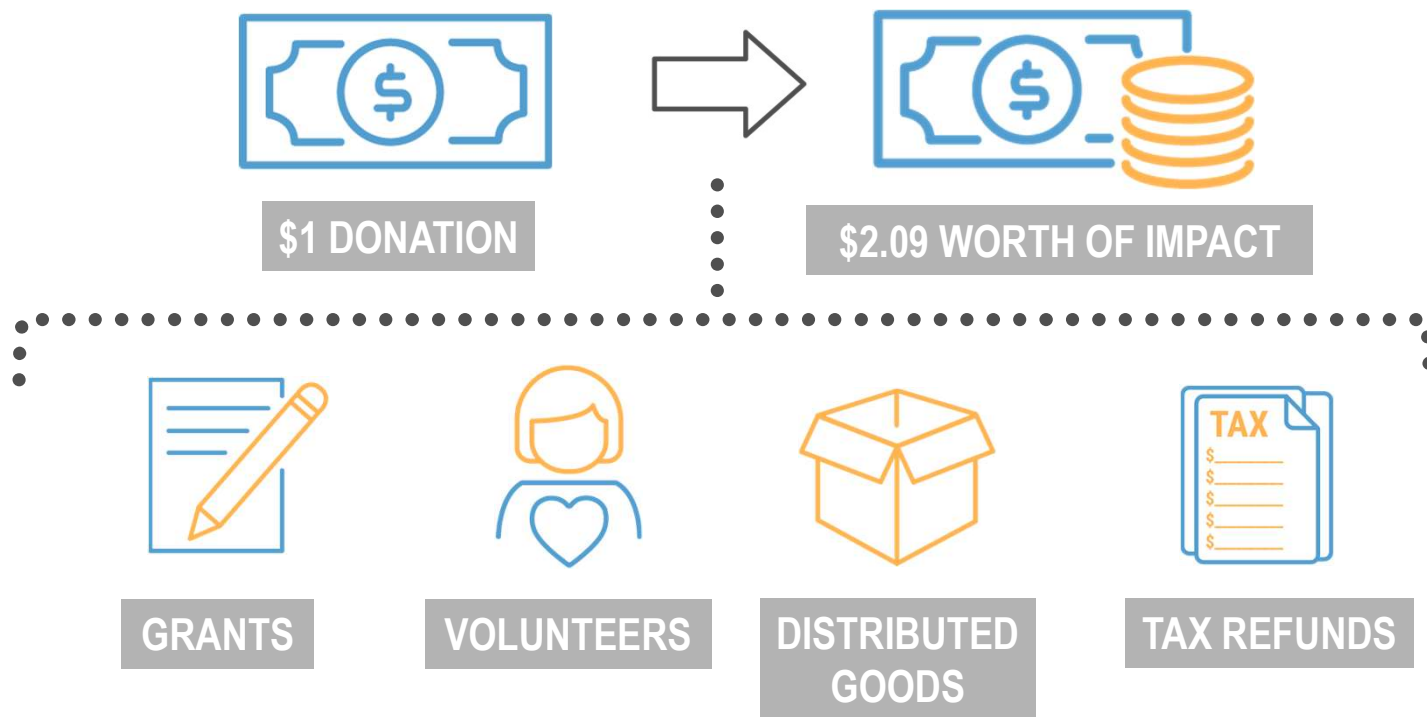 $
$
$1 DONATION
$2.09 WORTH OF IMPACT
TAX
$
$
$
$
$
GRANTS
VOLUNTEERS
DISTRIBUTED
GOODS
TAX REFUNDS